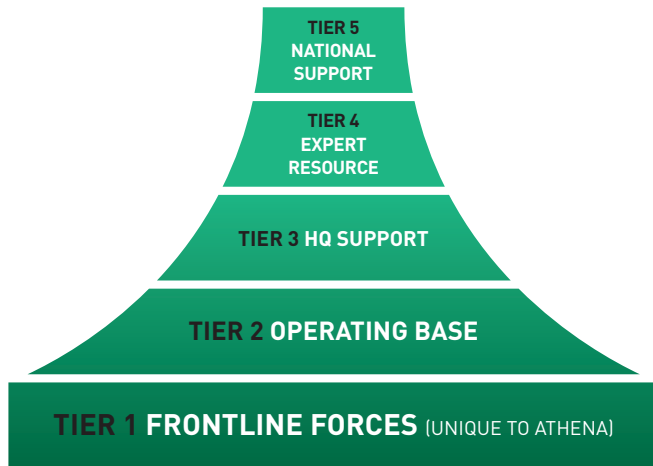 TIER 5
NATIONAL
SUPPORT
TIER 4
EXPERT
RESOURCE
TIER 3 HQ SUPPORT
TIER 2 OPERATING BASE
TIER 1 FRONTLINE FORCES (UNIQUE TO ATHENA)